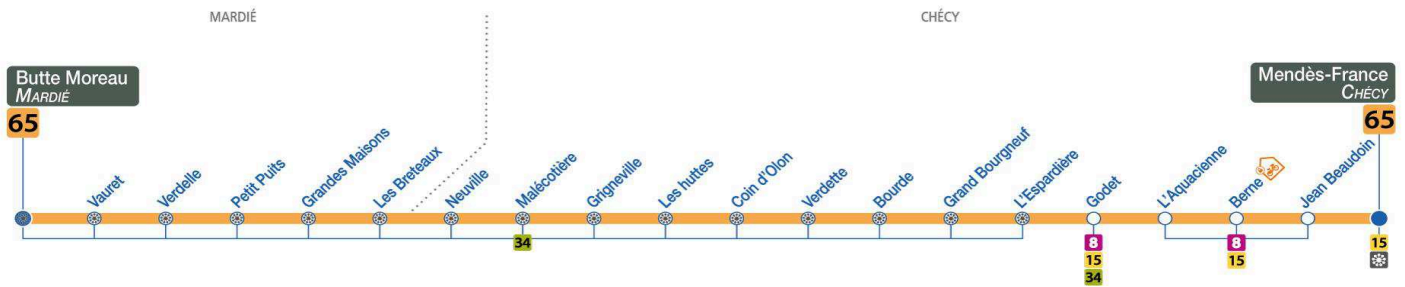 MARDIÉ
CHÉCY
Butte Moreau
MARDIÉ
65
Mendès-France
CHÉCY
65
Vauret
Verdelle
Petit Puits
Grandes Maisons
Les Breteaux
Neuville
Malécotière
Grigneville
Les huttes
Coin d'Olon
Verdette
Bourde
Grand Bourgneuf
L'Espardière
Godet
L'Aquacienne
Berne
Jean Beaudoin
34
8
15
34
8
15
15